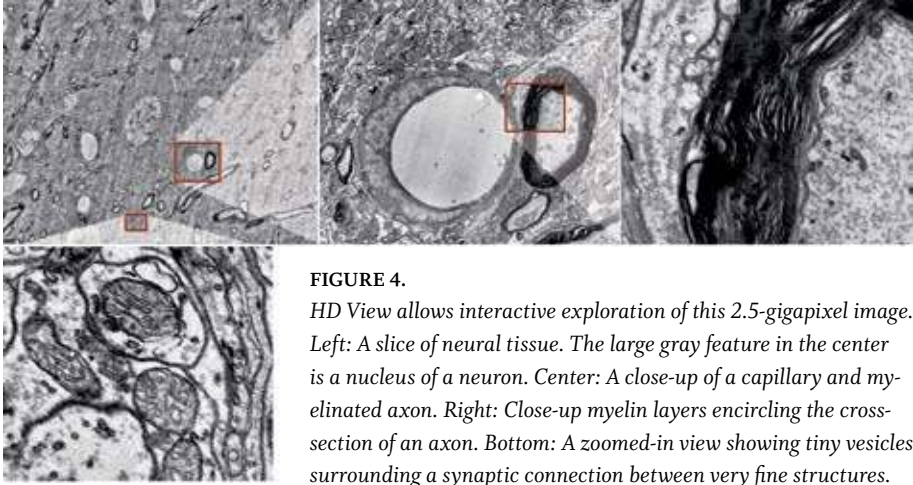 FIGURE 4.
HD View allows interactive exploration of this 2.5-gigapixel image.
Left: A slice of neural tissue. The large gray feature in the center
is a nucleus of a neuron. Center: A close-up of a capillary and my-
elinated axon. Right: Close-up myelin layers encircling the cross-
section of an axon. Bottom: A zoomed-in view showing tiny vesicles
surrounding a synaptic connection between very fine structures.